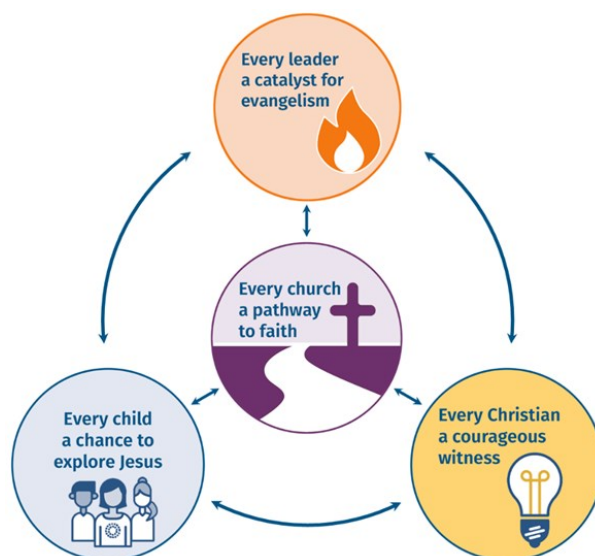 Every leader
a catalyst for
evangelism
Every church
a pathway
to faith
Every child
a chance to
explore Jesus
Every Christian
a courageous
witness